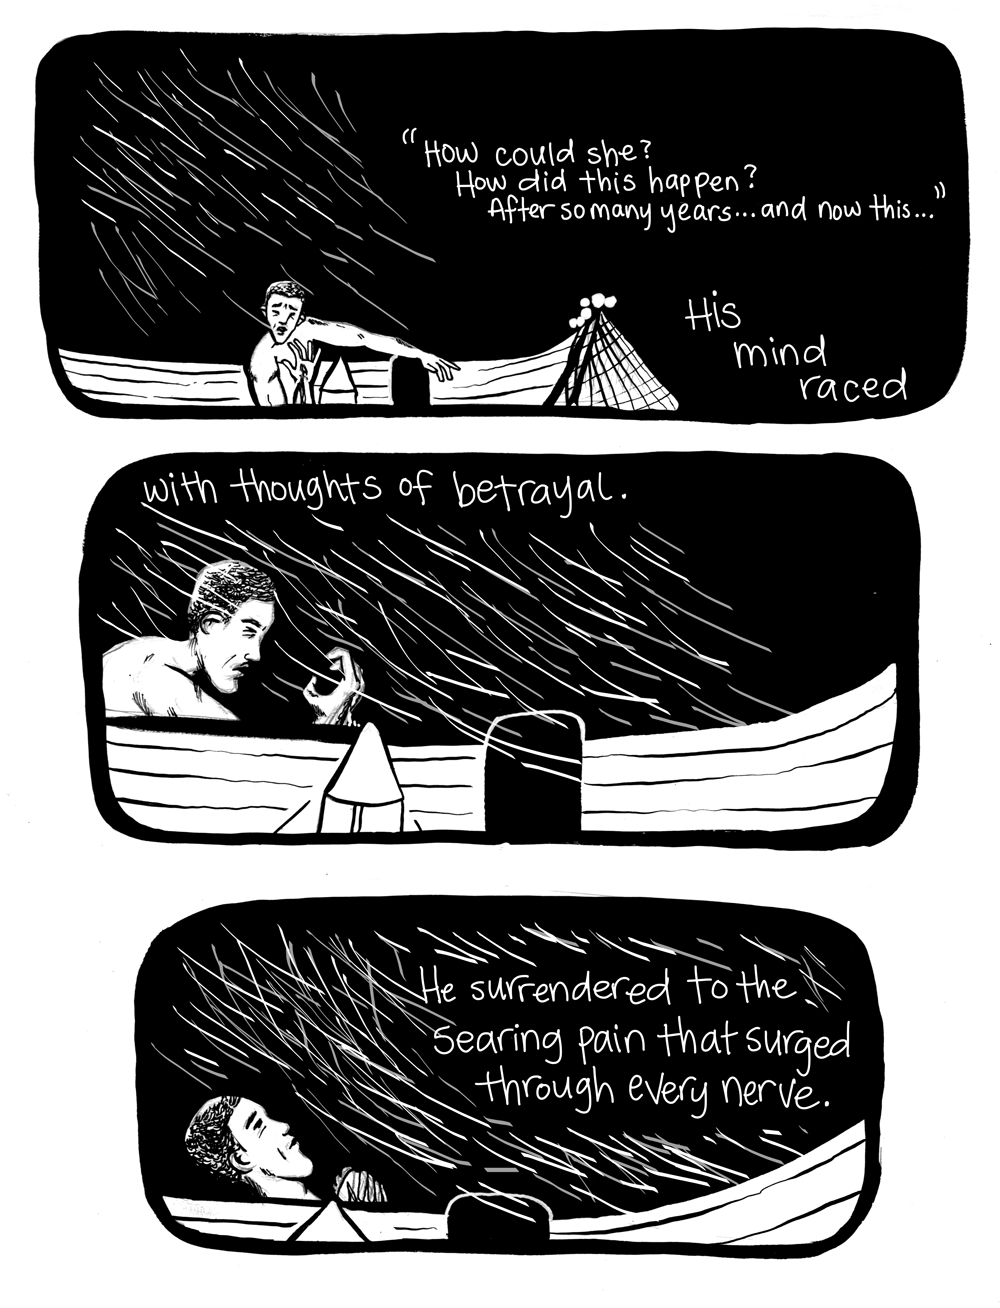 "How could she?
How did this happen?
After so many years...and now this..."
His
mind
raced
with thoughts of betrayal.
He surrendered to the
searing pain that surged
through every nerve.